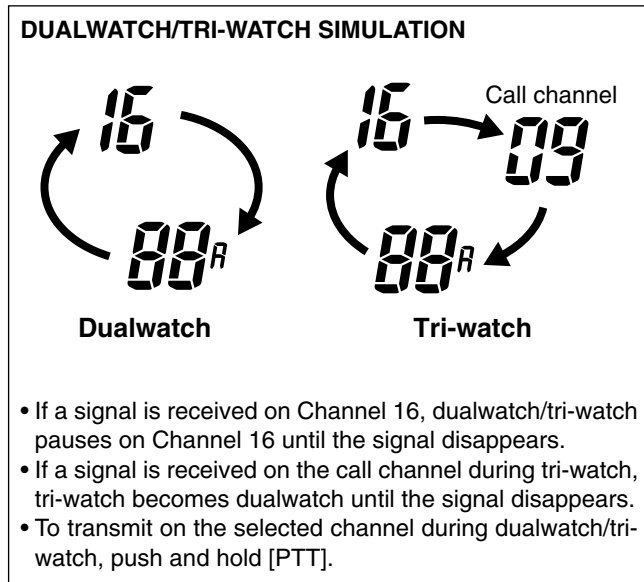 DUALWATCH/TRI-WATCH SIMULATION
16
88A
Dualwatch
16
Call channel
09
88A
Tri-watch
• If a signal is received on Channel 16, dualwatch/tri-watch
pauses on Channel 16 until the signal disappears.
• If a signal is received on the call channel during tri-watch,
tri-watch becomes dualwatch until the signal disappears.
• To transmit on the selected channel during dualwatch/tri-
watch, push and hold [PTT].